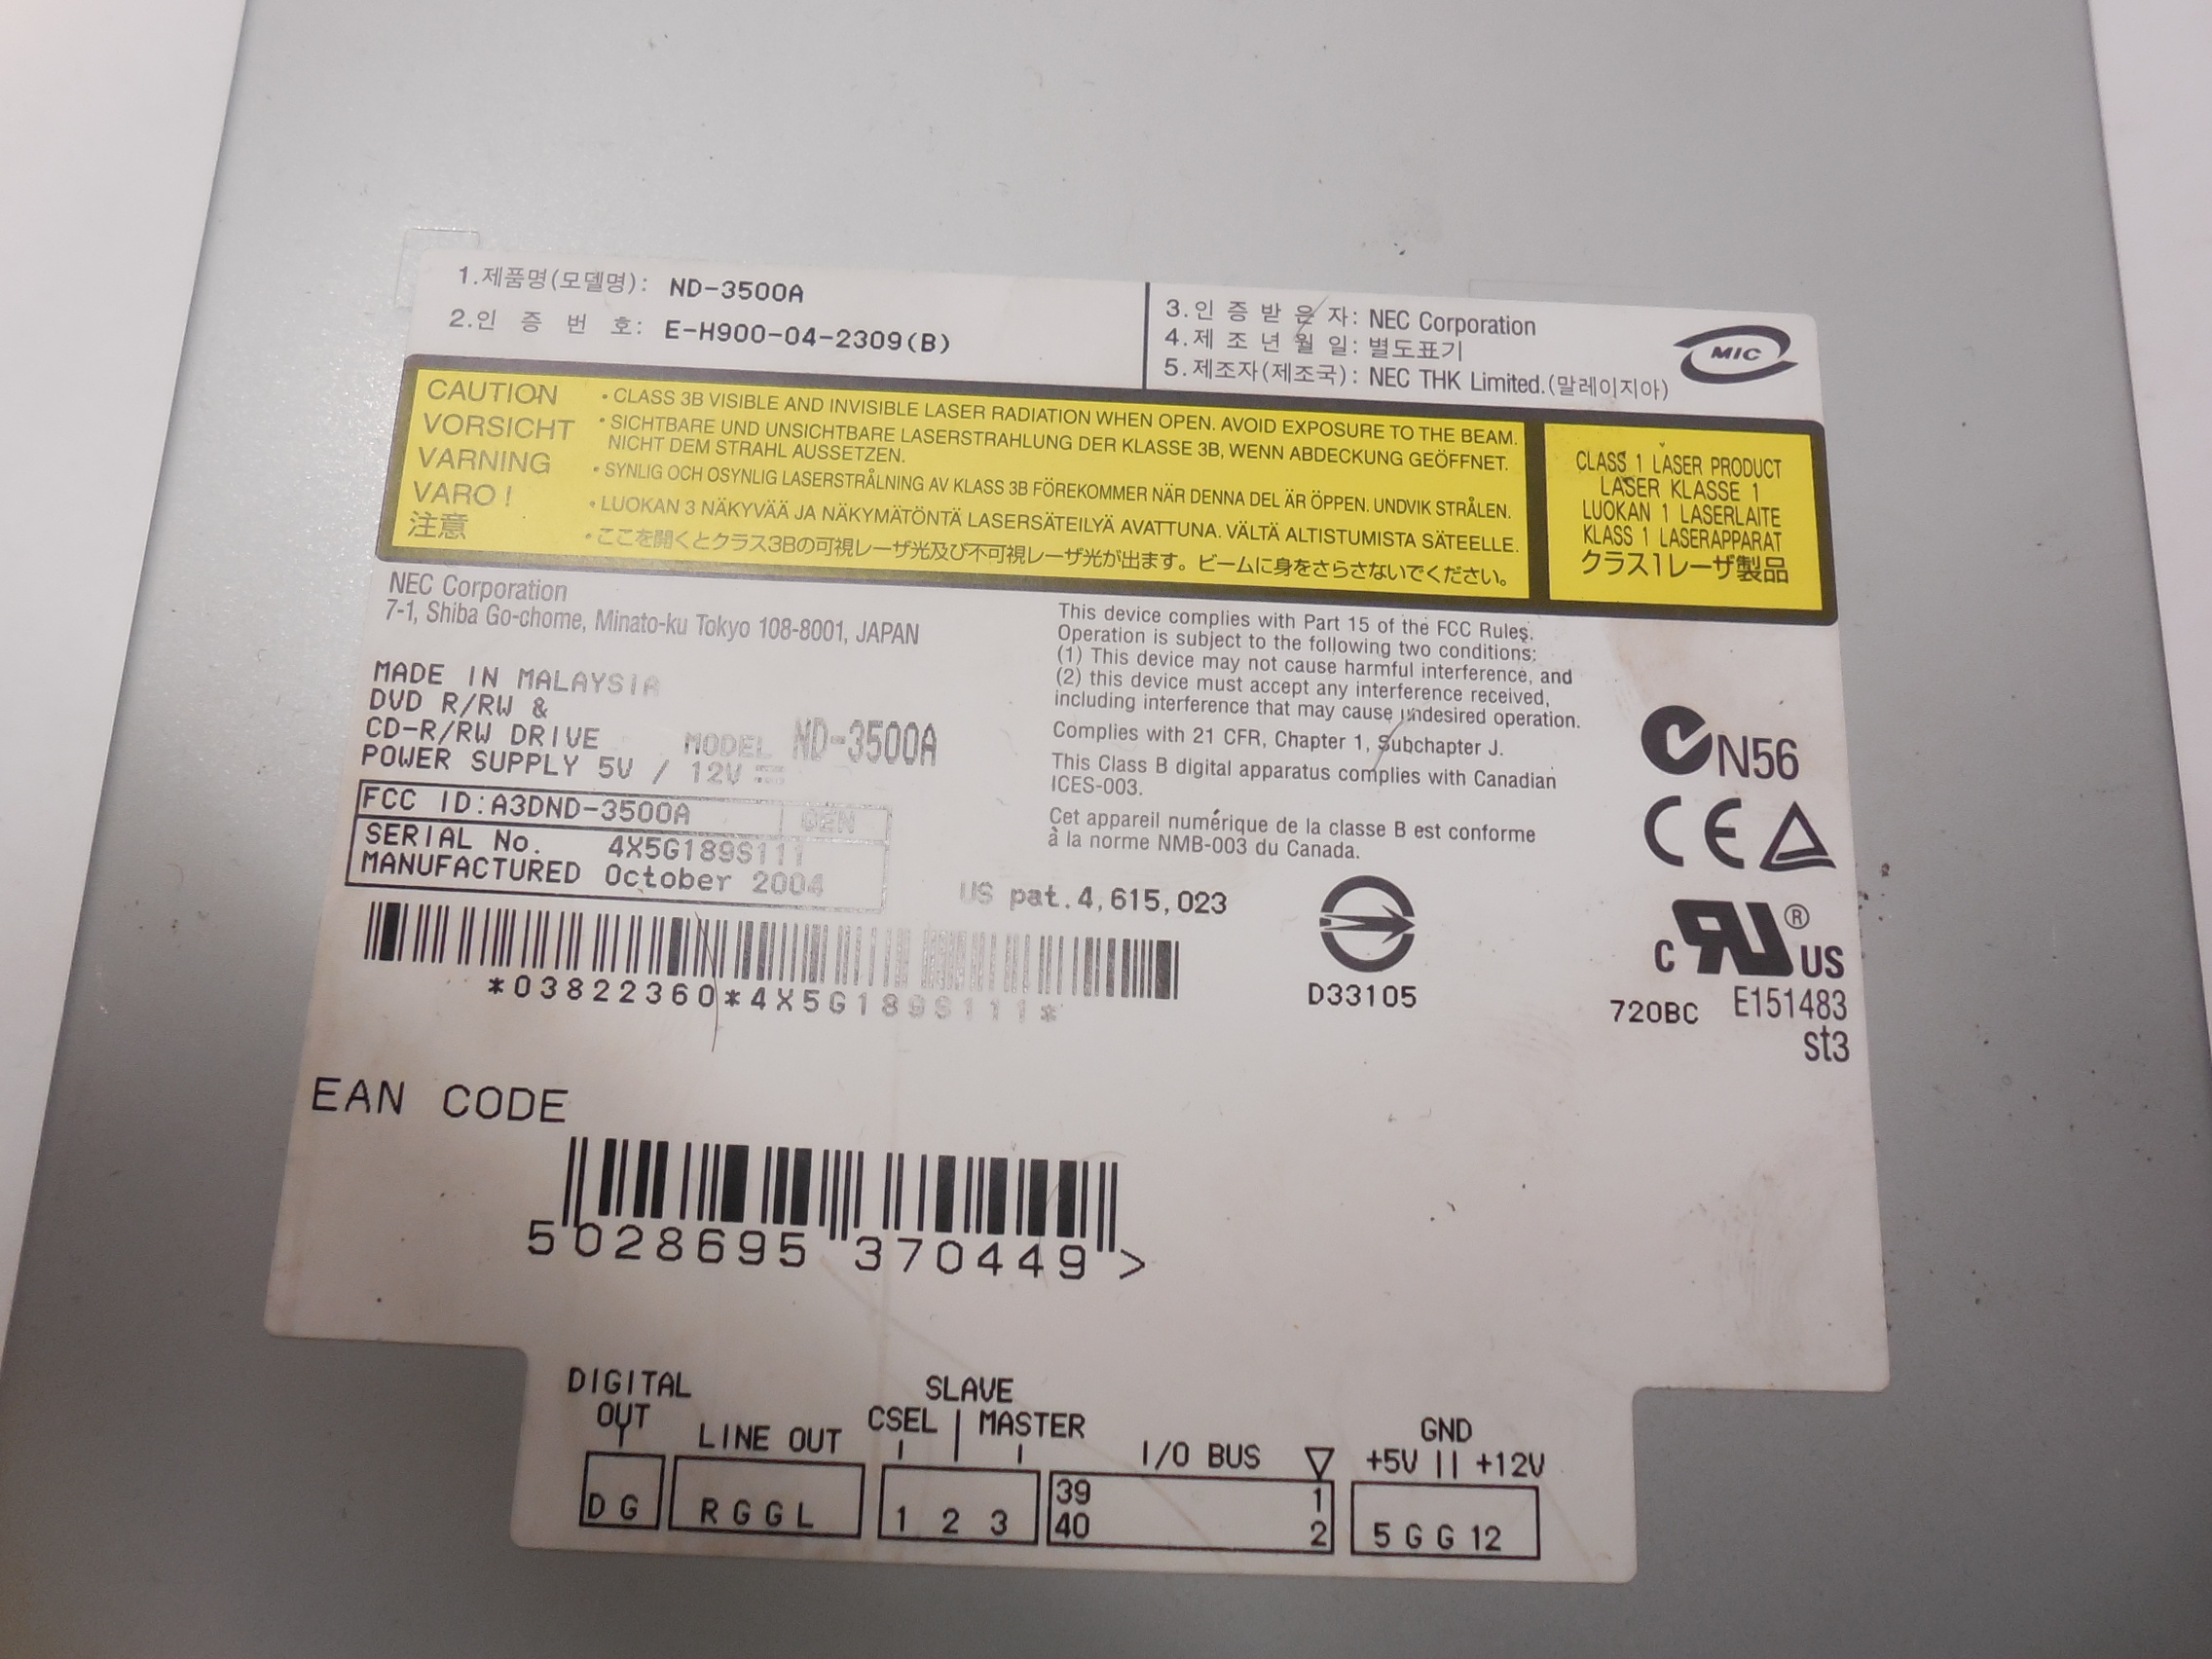 1.제품명(모델명): ND-3500A
2.인 증 번 호: E-H900-04-2309(B)
3.인 증 받 은 자: NEC Corporation
4.제 조 년 월 일: 별도표기
5.제조자(제조국): NEC THK Limited.(말레이지아)
MIC
CAUTION
VORSICHT
VARNING
VARO !
注意
• CLASS 3B VISIBLE AND INVISIBLE LASER RADIATION WHEN OPEN. AVOID EXPOSURE TO THE BEAM.
• SICHTBARE UND UNSICHTBARE LASERSTRAHLUNG DER KLASSE 3B, WENN ABDECKUNG GEÖFFNET.
NICHT DEM STRAHL AUSSETZEN.
• SYNLIG OCH OSYNLIG LASERSTRÅLNING AV KLASS 3B FÖREKOMMER NÄR DENNA DEL ÄR ÖPPEN. UNDVIK STRÅLEN.
• LUOKAN 3 NÄKYVÄÄ JA NÄKYMÄTÖNTÄ LASERSÄTEILYÄ AVATTUNA. VÄLTÄ ALTISTUMISTA SÄTEELLE.
• ここを開くとクラス3Bの可視レーザ光及び不可視レーザ光が出ます。ビームに身をさらさないでください。
CLASS 1 LASER PRODUCT
LASER KLASSE 1
LUOKAN 1 LASERLAITE
KLASS 1 LASERAPPARAT
クラス1レーザ製品
NEC Corporation
7-1, Shiba Go-chome, Minato-ku Tokyo 108-8001, JAPAN
MADE IN MALAYSIA
DVD R/RW &
CD-R/RW DRIVE MODEL ND-3500A
POWER SUPPLY 5V / 12V
FCC ID:A3DND-3500A GEN
SERIAL No. 4X5G189S111
MANUFACTURED October 2004
This device complies with Part 15 of the FCC Rules.
Operation is subject to the following two conditions:
(1) This device may not cause harmful interference, and
(2) this device must accept any interference received,
including interference that may cause undesired operation.
Complies with 21 CFR, Chapter 1, Subchapter J.
This Class B digital apparatus complies with Canadian
ICES-003.
Cet appareil numérique de la classe B est conforme
à la norme NMB-003 du Canada.
US pat.4,615,023
*03822360*4X5G189S111*
D33105
N56
CE
c RU ® US
720BC E151483
st3
EAN CODE
5 028695 370449 >
DIGITAL
OUT
LINE OUT
SLAVE
CSEL | MASTER
I/O BUS
GND
+5V || +12V
D G
R G G L
1 2 3
39 1
40 2
5 G G 12